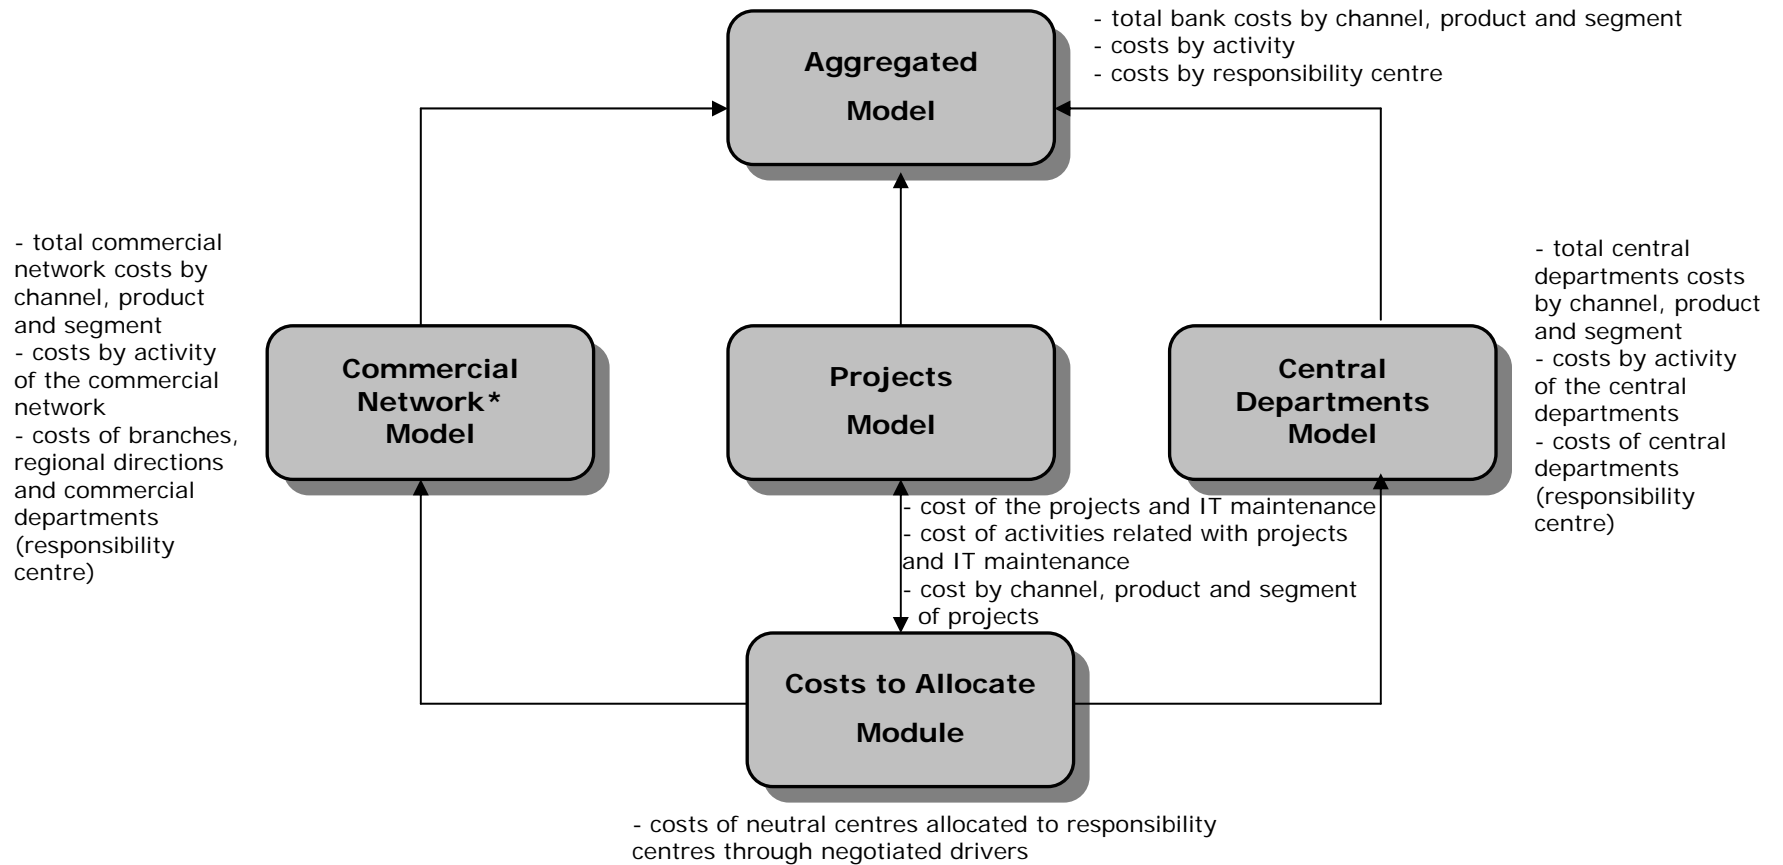 - total bank costs by channel, product and segment
- costs by activity
- costs by responsibility centre
Aggregated
Model
- total commercial
network costs by
channel, product
and segment
- costs by activity
of the commercial
network
- costs of branches,
regional directions
and commercial
departments
(responsibility
centre)
Commercial
Network*
Model
Projects
Model
Central
Departments
Model
- total central
departments costs
by channel, product
and segment
- costs by activity
of the central
departments
- costs of central
departments
(responsibility
centre)
- cost of the projects and IT maintenance
- cost of activities related with projects
and IT maintenance
- cost by channel, product and segment
of projects
Costs to Allocate
Module
- costs of neutral centres allocated to responsibility
centres through negotiated drivers